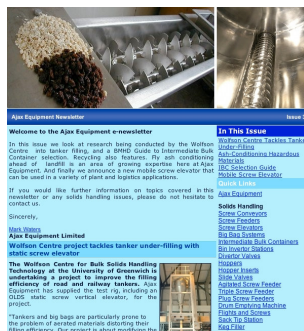 Ajax Equipment Newsletter
Issue
Welcome to the Ajax Equipment e-newsletter
In this issue we look at research being conducted by the Wolfson
Centre into tanker filling, and a BMHD Guide to Intermediate Bulk
Container selection. Recycling also features. Fly ash conditioning
ahead of landfill is an area of growing expertise here at Ajax
Equipment. And finally we announce a new mobile screw elevator that
can be used in a variety of plant and logistics applications.
If you would like further information on topics covered in this
newsletter or any solids handling issues, please do not hesitate to
contact us.
Sincerely,
Mark Waters
Ajax Equipment Limited
Wolfson Centre project tackles tanker under-filling with
static screw elevator
The Wolfson Centre for Bulk Solids Handling
Technology at the University of Greenwich is
undertaking a project to improve the filling
efficiency of road and railway tankers. Ajax
Equipment has supplied the test rig, including an
OLDS static screw vertical elevator, for the
project.
"Tankers and big bags are particularly prone to
the problem of aerated materials distorting their
filling efficiency. Our project is about modifying the
In This Issue
Wolfson Centre Tackles Tanker
Under-Filling
Ash-Conditioning Hazardous
Materials
IBC Selection Guide
Mobile Screw Elevator
Quick Links
Ajax Equipment
Solids Handling
Screw Conveyors
Screw Feeders
Screw Elevators
Big Bag Systems
Intermediate Bulk Containers
Bin Invertor Stations
Divertor Valves
Hoppers
Hopper Inserts
Slide Valves
Agitated Screw Feeder
Triple Screw Feeder
Plug Screw Feeders
Drum Emptying Machine
Flights and Screws
Sack Tip Station
Keg Filler